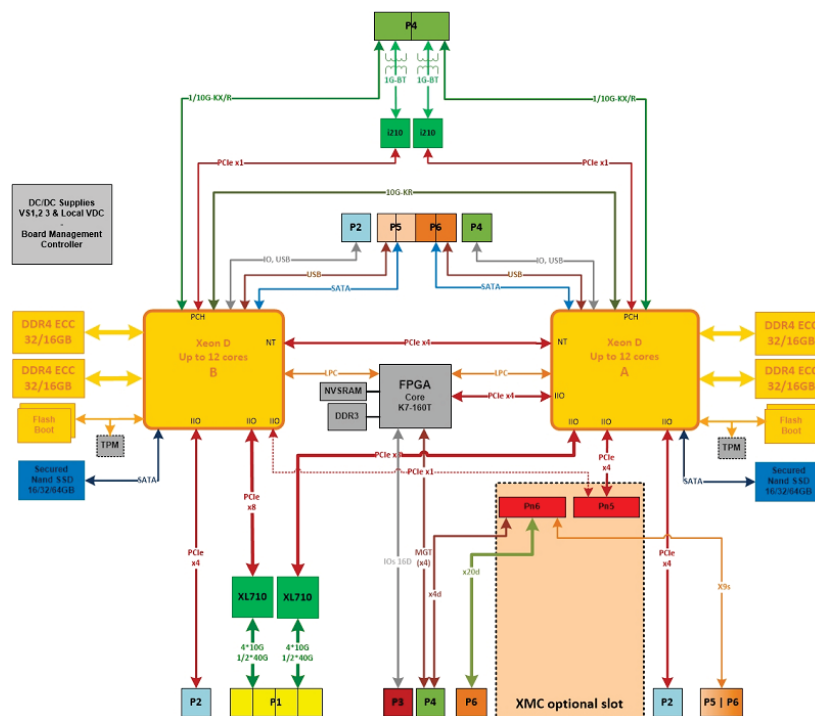 P4
1G-BT
1G-BT
1/10G-KX/R
1/10G-KX/R
i210
i210
PCIe x1
PCIe x1
DC/DC Supplies
VS1,2 3 & Local VDC
-
Board Management
Controller
10G-KR
P2
P5
P6
P4
IO, USB
IO, USB
USB
USB
SATA
SATA
DDR4 ECC
32/16GB
DDR4 ECC
32/16GB
Flash
Boot
TPM
Secured
Nand SSD
16/32/64GB
SATA
PCH
NT
Xeon D
Up to 12 cores
B
IIO
IIO
IIO
PCIe x4
LPC
LPC
NVSRAM
DDR3
FPGA
Core
K7-160T
PCIe x4
PCH
NT
Xeon D
Up to 12 cores
A
IIO
IIO
IIO
IIO
DDR4 ECC
32/16GB
DDR4 ECC
32/16GB
Flash
Boot
TPM
Secured
Nand SSD
16/32/64GB
SATA
PCIe
PCIe x1
PCIe
x4
PCIe
x8
PCIe
x4
Pn6
Pn5
IOs 16D
MGT
(x4)
x4d
x20d
PCIe
x4
X9s
XL710
XL710
4*10G
1/2*40G
4*10G
1/2*40G
P2
P1
P3
P4
P6
XMC optional slot
P2
P5 | P6